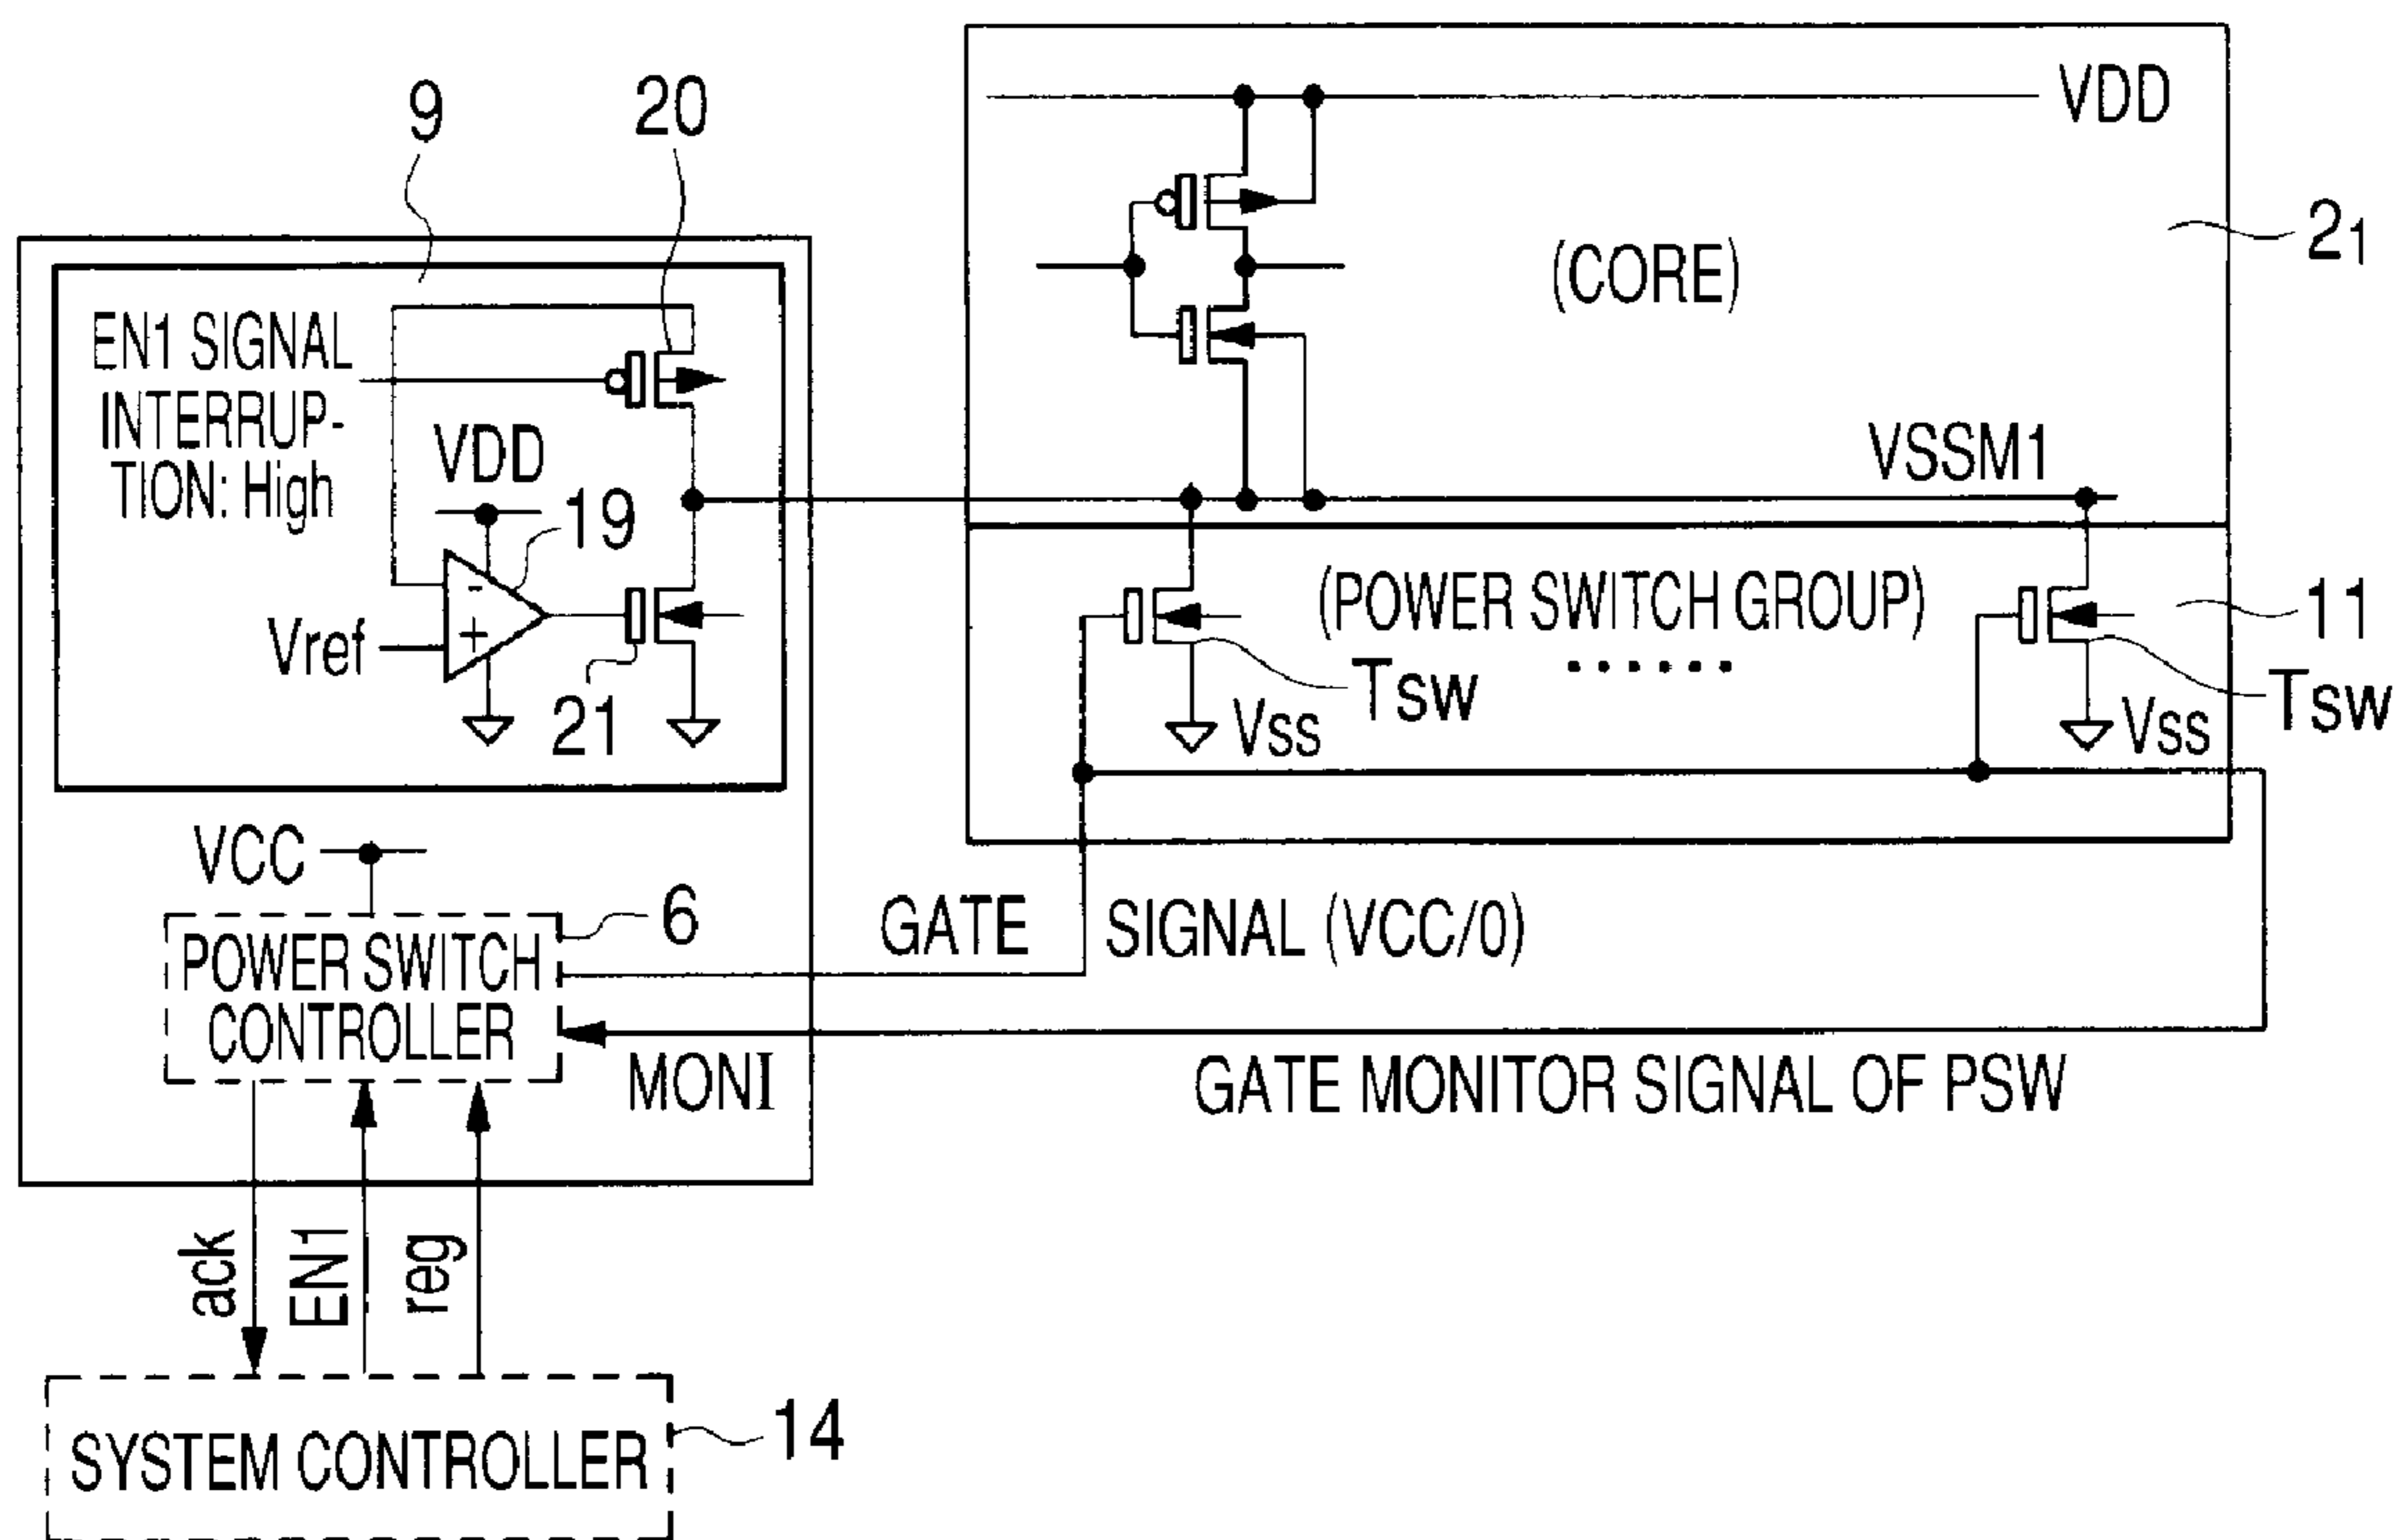 VDD
9
20
21
(CORE)
EN1 SIGNAL
INTERRUP-
TION: High
VDD
19
VSSM1
-
+
Vref
21
(POWER SWITCH GROUP)
......
11
TSW
TSW
VSS
VSS
VCC
6
POWER SWITCH
CONTROLLER
GATE SIGNAL (VCC/0)
MONI
GATE MONITOR SIGNAL OF PSW
ack
EN1
reg
SYSTEM CONTROLLER
14